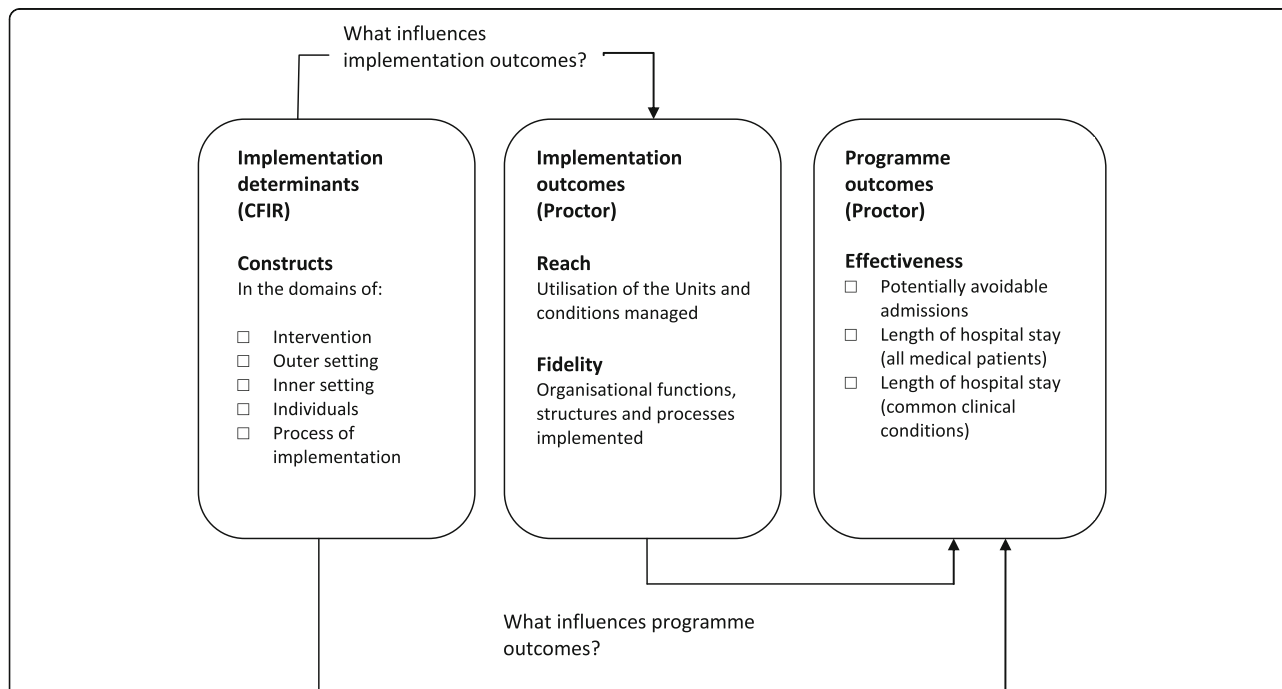 What influences
implementation outcomes?
Implementation
determinants
(CFIR)
Constructs
In the domains of:
□ Intervention
□ Outer setting
□ Inner setting
□ Individuals
□ Process of
implementation
Implementation
outcomes
(Proctor)
Reach
Utilisation of the Units and
conditions managed
Fidelity
Organisational functions,
structures and processes
implemented
Programme
outcomes
(Proctor)
Effectiveness
□ Potentially avoidable
admissions
□ Length of hospital stay
(all medical patients)
□ Length of hospital stay
(common clinical
conditions)
What influences programme
outcomes?